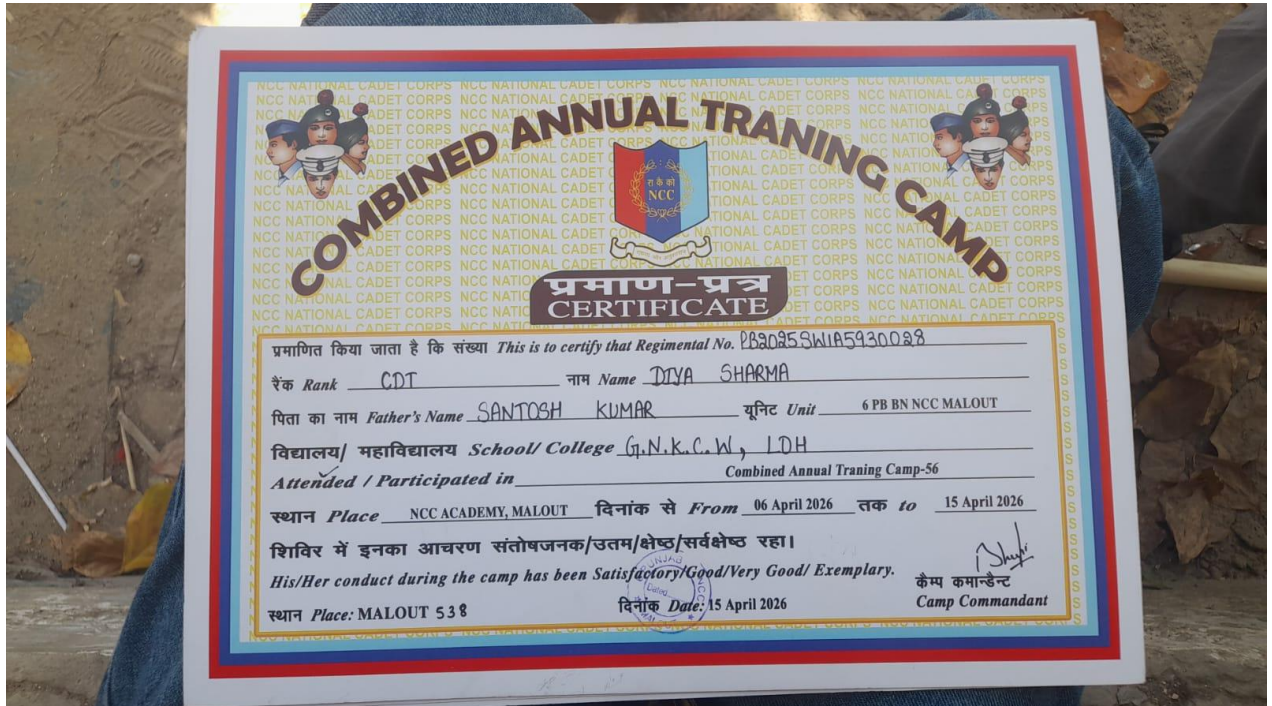 COMBINED ANNUAL TRANING CAMP
रा.कै.को
NCC
प्रमाण-प्रत्र
CERTIFICATE
प्रमाणित किया जाता है कि संख्या This is to certify that Regimental No. PB2025SWIA5930028
रैंक Rank CDT नाम Name DIYA SHARMA
पिता का नाम Father's Name SANTOSH KUMAR यूनिट Unit 6 PB BN NCC MALOUT
विद्यालय/ महाविद्यालय School/ College G.N.K.C.W, LDH
Attended / Participated in Combined Annual Traning Camp-56
स्थान Place NCC ACADEMY, MALOUT दिनांक से From 06 April 2026 तक to 15 April 2026
शिविर में इनका आचरण संतोषजनक/उतम/क्षेष्ठ/सर्वक्षेष्ठ रहा।
His/Her conduct during the camp has been Satisfactory/Good/Very Good/ Exemplary.
कैम्प कमान्डैन्ट
स्थान Place: MALOUT 538 दिनांक Date: 15 April 2026 Camp Commandant